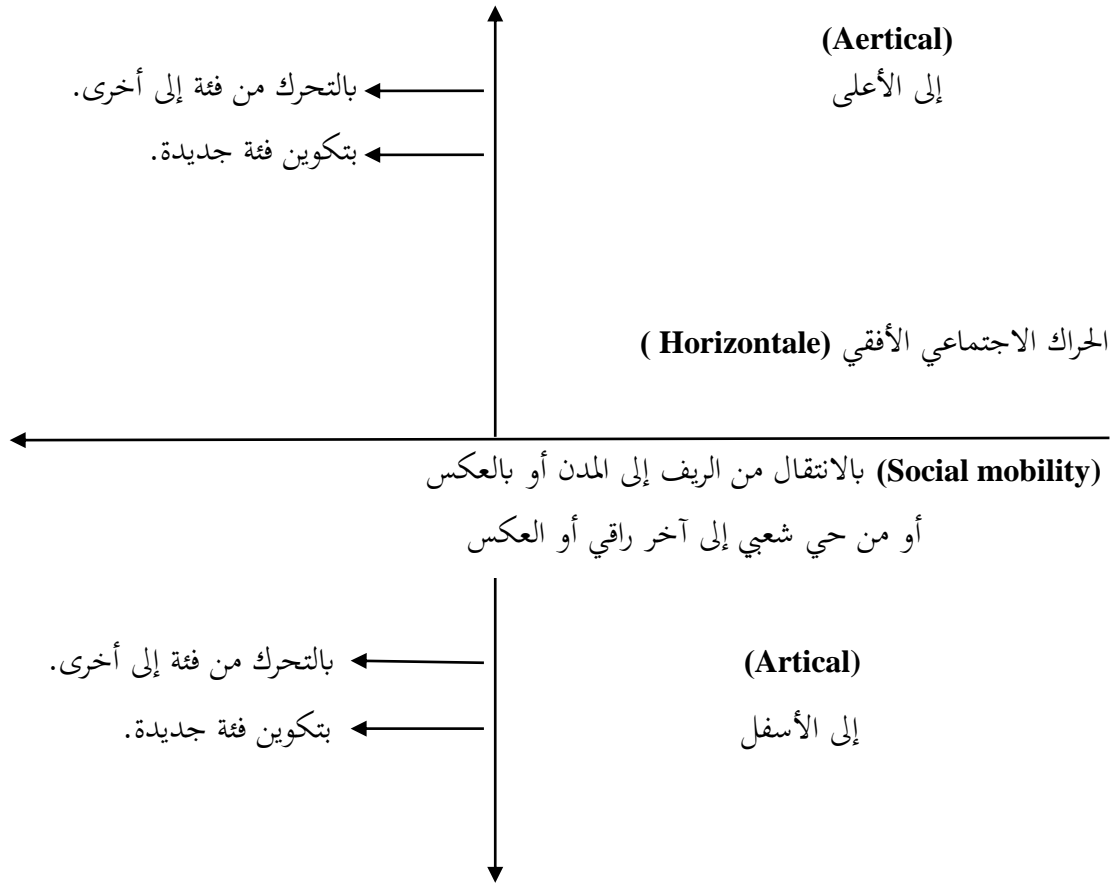 (Aertical)
إلى الأعلى
بالتحرك من فئة إلى أخرى.
بتكوين فئة جديدة.
الحراك الاجتماعي الأفقي (Horizontale )
(Social mobility) بالانتقال من الريف إلى المدن أو بالعكس
أو من حي شعبي إلى آخر راقي أو العكس
(Artical)
بالتحرك من فئة إلى أخرى.
إلى الأسفل
بتكوين فئة جديدة.